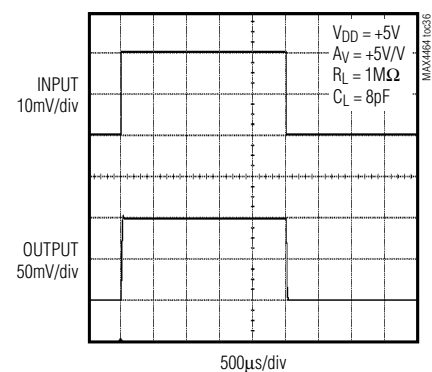 V_DD = +5V
A_V = +5V/V
R_L = 1MΩ
C_L = 8pF
MAX4464 toc36
INPUT
10mV/div
OUTPUT
50mV/div
500μs/div